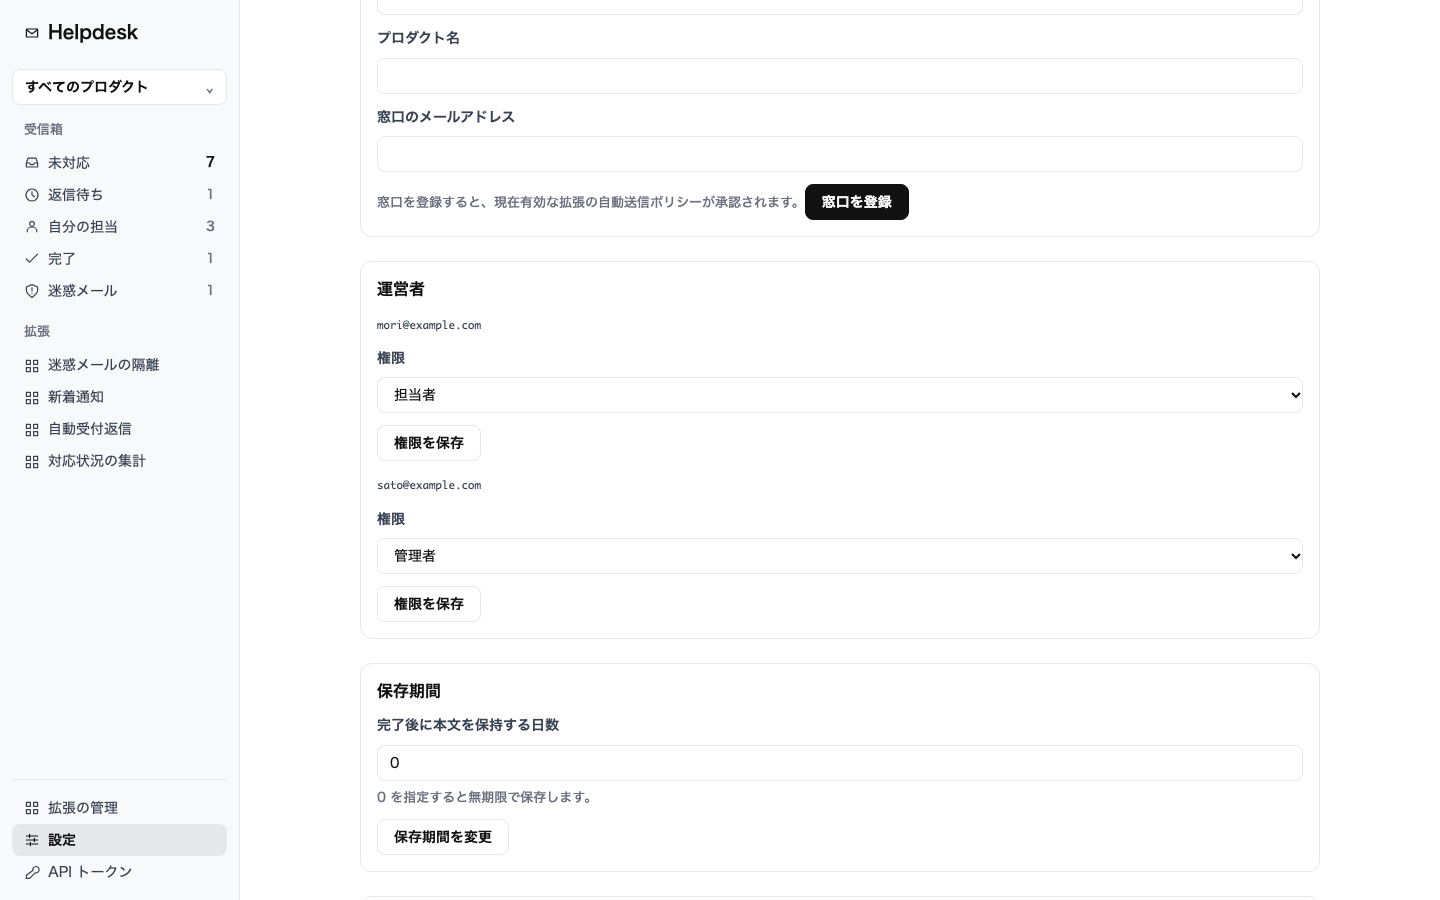 Helpdesk
すべてのプロダクト
受信箱
未対応 7
返信待ち 1
自分の担当 3
完了 1
迷惑メール 1
拡張
迷惑メールの隔離
新着通知
自動受付返信
対応状況の集計
拡張の管理
設定
API トークン
プロダクト名
窓口のメールアドレス
窓口を登録すると、現在有効な拡張の自動送信ポリシーが承認されます。 窓口を登録
運営者
mori@example.com
権限
担当者
権限を保存
sato@example.com
権限
管理者
権限を保存
保存期間
完了後に本文を保持する日数
0
0 を指定すると無期限で保存します。
保存期間を変更